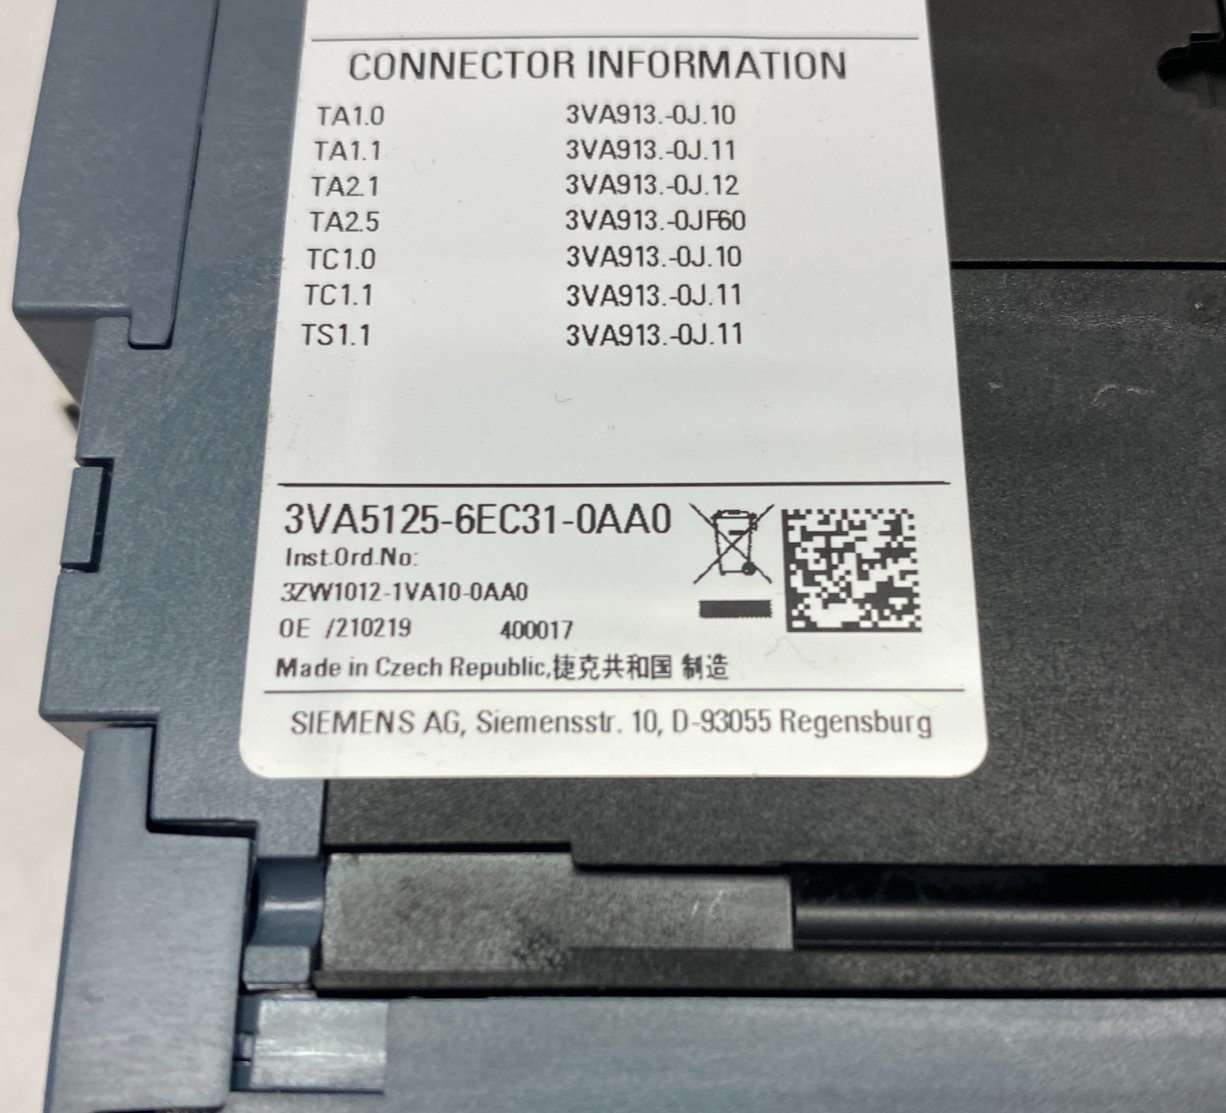 CONNECTOR INFORMATION
TA1.0 3VA913.-0J.10
TA1.1 3VA913.-0J.11
TA2.1 3VA913.-0J.12
TA2.5 3VA913.-0JF60
TC1.0 3VA913.-0J.10
TC1.1 3VA913.-0J.11
TS1.1 3VA913.-0J.11
3VA5125-6EC31-0AA0
Inst.Ord.No:
3ZW1012-1VA10-0AA0
OE /210219 400017
Made in Czech Republic,捷克共和国 制造
SIEMENS AG, Siemensstr. 10, D-93055 Regensburg